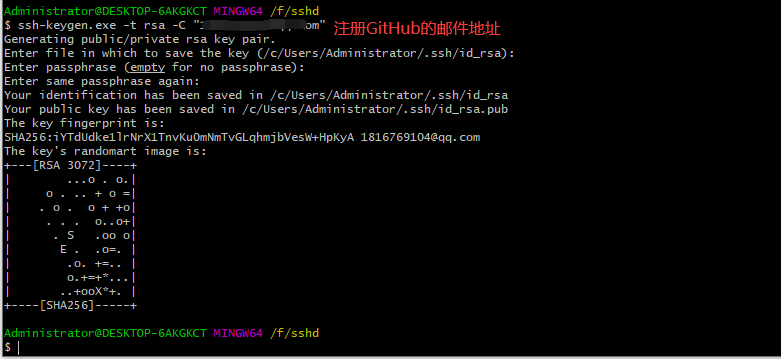 Administrator@DESKTOP-6AKGKCT MINGW64 /f/sshd
$ ssh-keygen.exe -t rsa -C "1 om" 注册GitHub的邮件地址
Generating public/private rsa key pair.
Enter file in which to save the key (/c/Users/Administrator/.ssh/id_rsa):
Enter passphrase (empty for no passphrase):
Enter same passphrase again:
Your identification has been saved in /c/Users/Administrator/.ssh/id_rsa
Your public key has been saved in /c/Users/Administrator/.ssh/id_rsa.pub
The key fingerprint is:
SHA256:iYTdUdke1lrNrX1TnvKuOmNmTvGLqhmjbVesW+HpKyA 1816769104@qq.com
The key's randomart image is:
+---[RSA 3072]----+
|        ...o . o.|
|     o . .. + o =|
|    . o .  o + +o|
|     . . .  o..o+|
|      . S   .oo o|
|       E .  .o=. |
|        .o. +=.. |
|        o.+=+*...|
|       ..+ooX*+. |
+----[SHA256]-----+
Administrator@DESKTOP-6AKGKCT MINGW64 /f/sshd
$